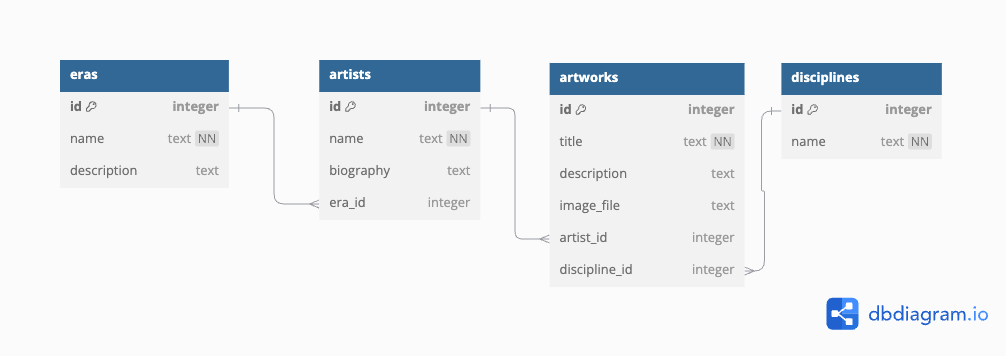 eras
id integer
name text NN
description text
artists
id integer
name text NN
biography text
era_id integer
artworks
id integer
title text NN
description text
image_file text
artist_id integer
discipline_id integer
disciplines
id integer
name text NN
dbdiagram.io